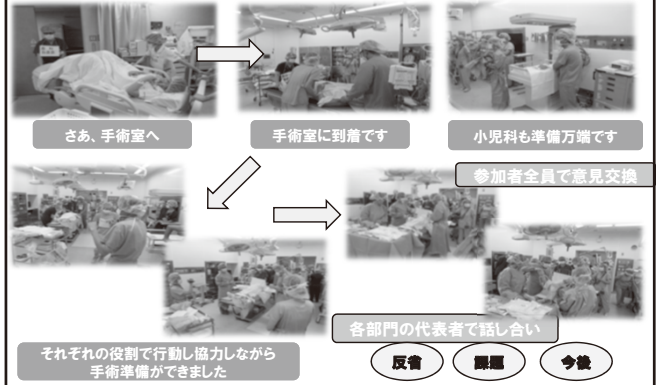 さあ、手術室へ
手術室に到着です
小児科も準備万端です
参加者全員で意見交換
各部門の代表者で話し合い
それぞれの役割で行動し協力しながら
手術準備ができました
反省
課題
今後